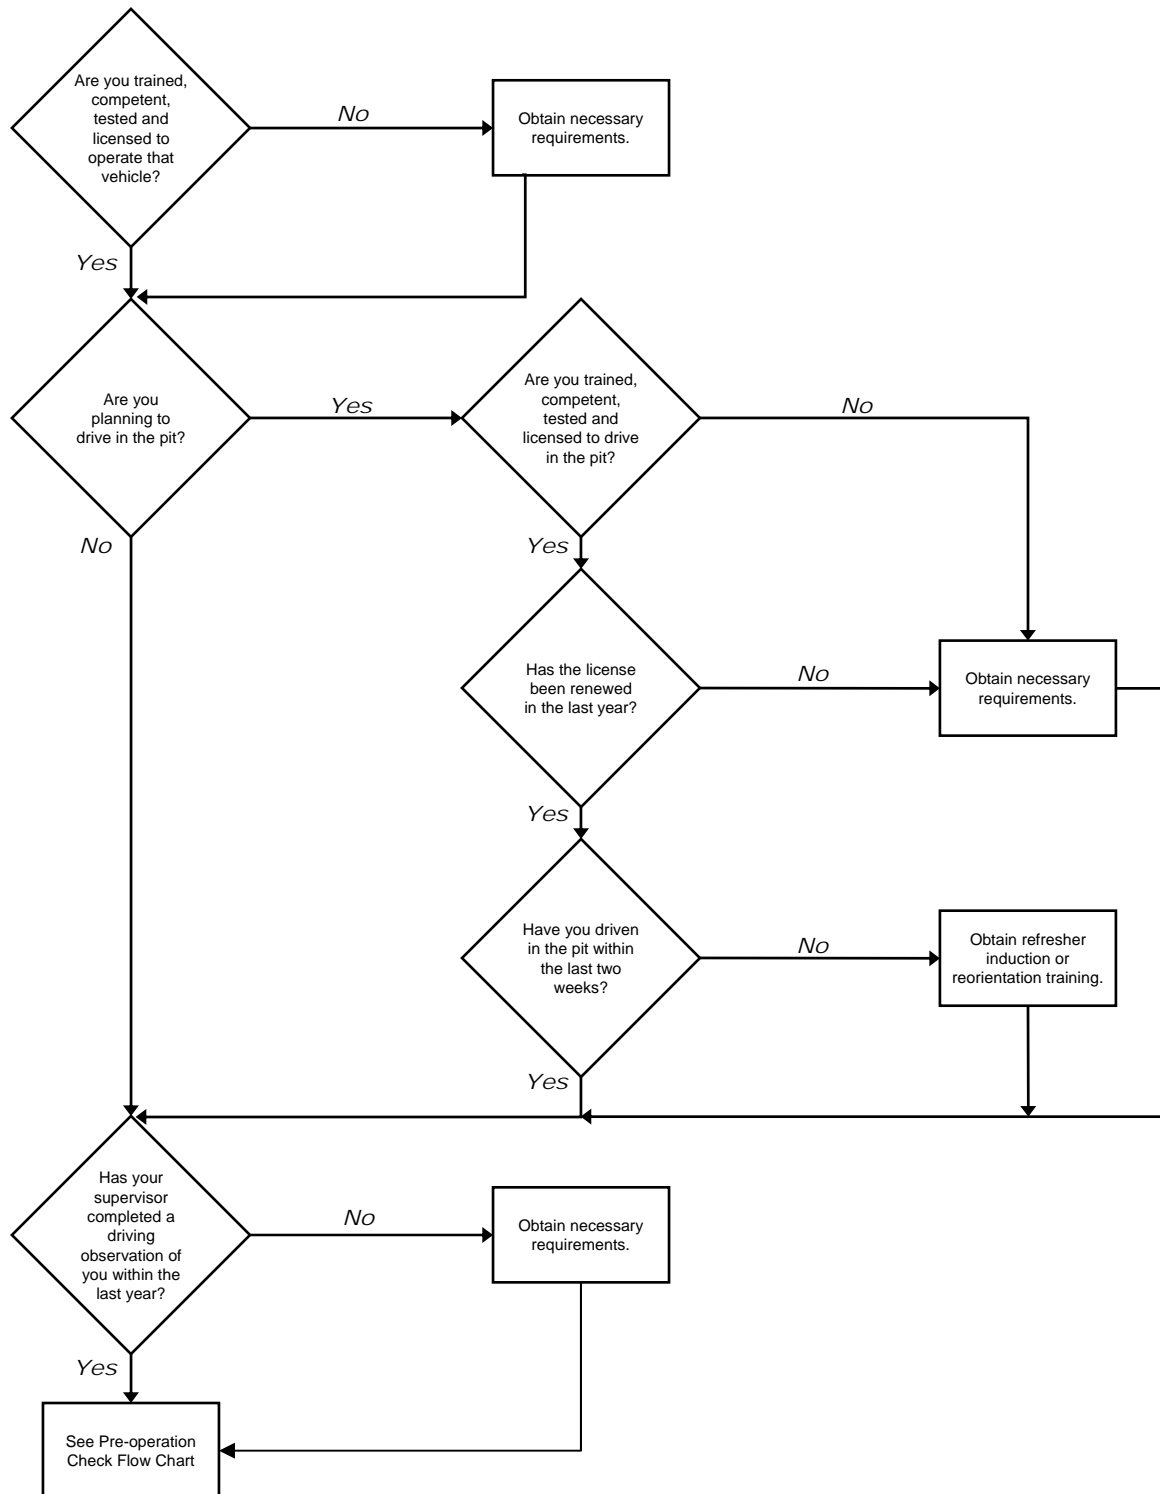 Are you trained,
competent,
tested and
licensed to
operate that
vehicle?
No
Obtain necessary
requirements.
Yes
Are you
planning to
drive in the pit?
Yes
Are you trained,
competent,
tested and
licensed to drive
in the pit?
No
No
Yes
Has the license
been renewed
in the last year?
No
Obtain necessary
requirements.
Yes
Have you driven
in the pit within
the last two
weeks?
No
Obtain refresher
induction or
reorientation training.
Yes
Has your
supervisor
completed a
driving
observation of
you within the
last year?
No
Obtain necessary
requirements.
Yes
See Pre-operation
Check Flow Chart